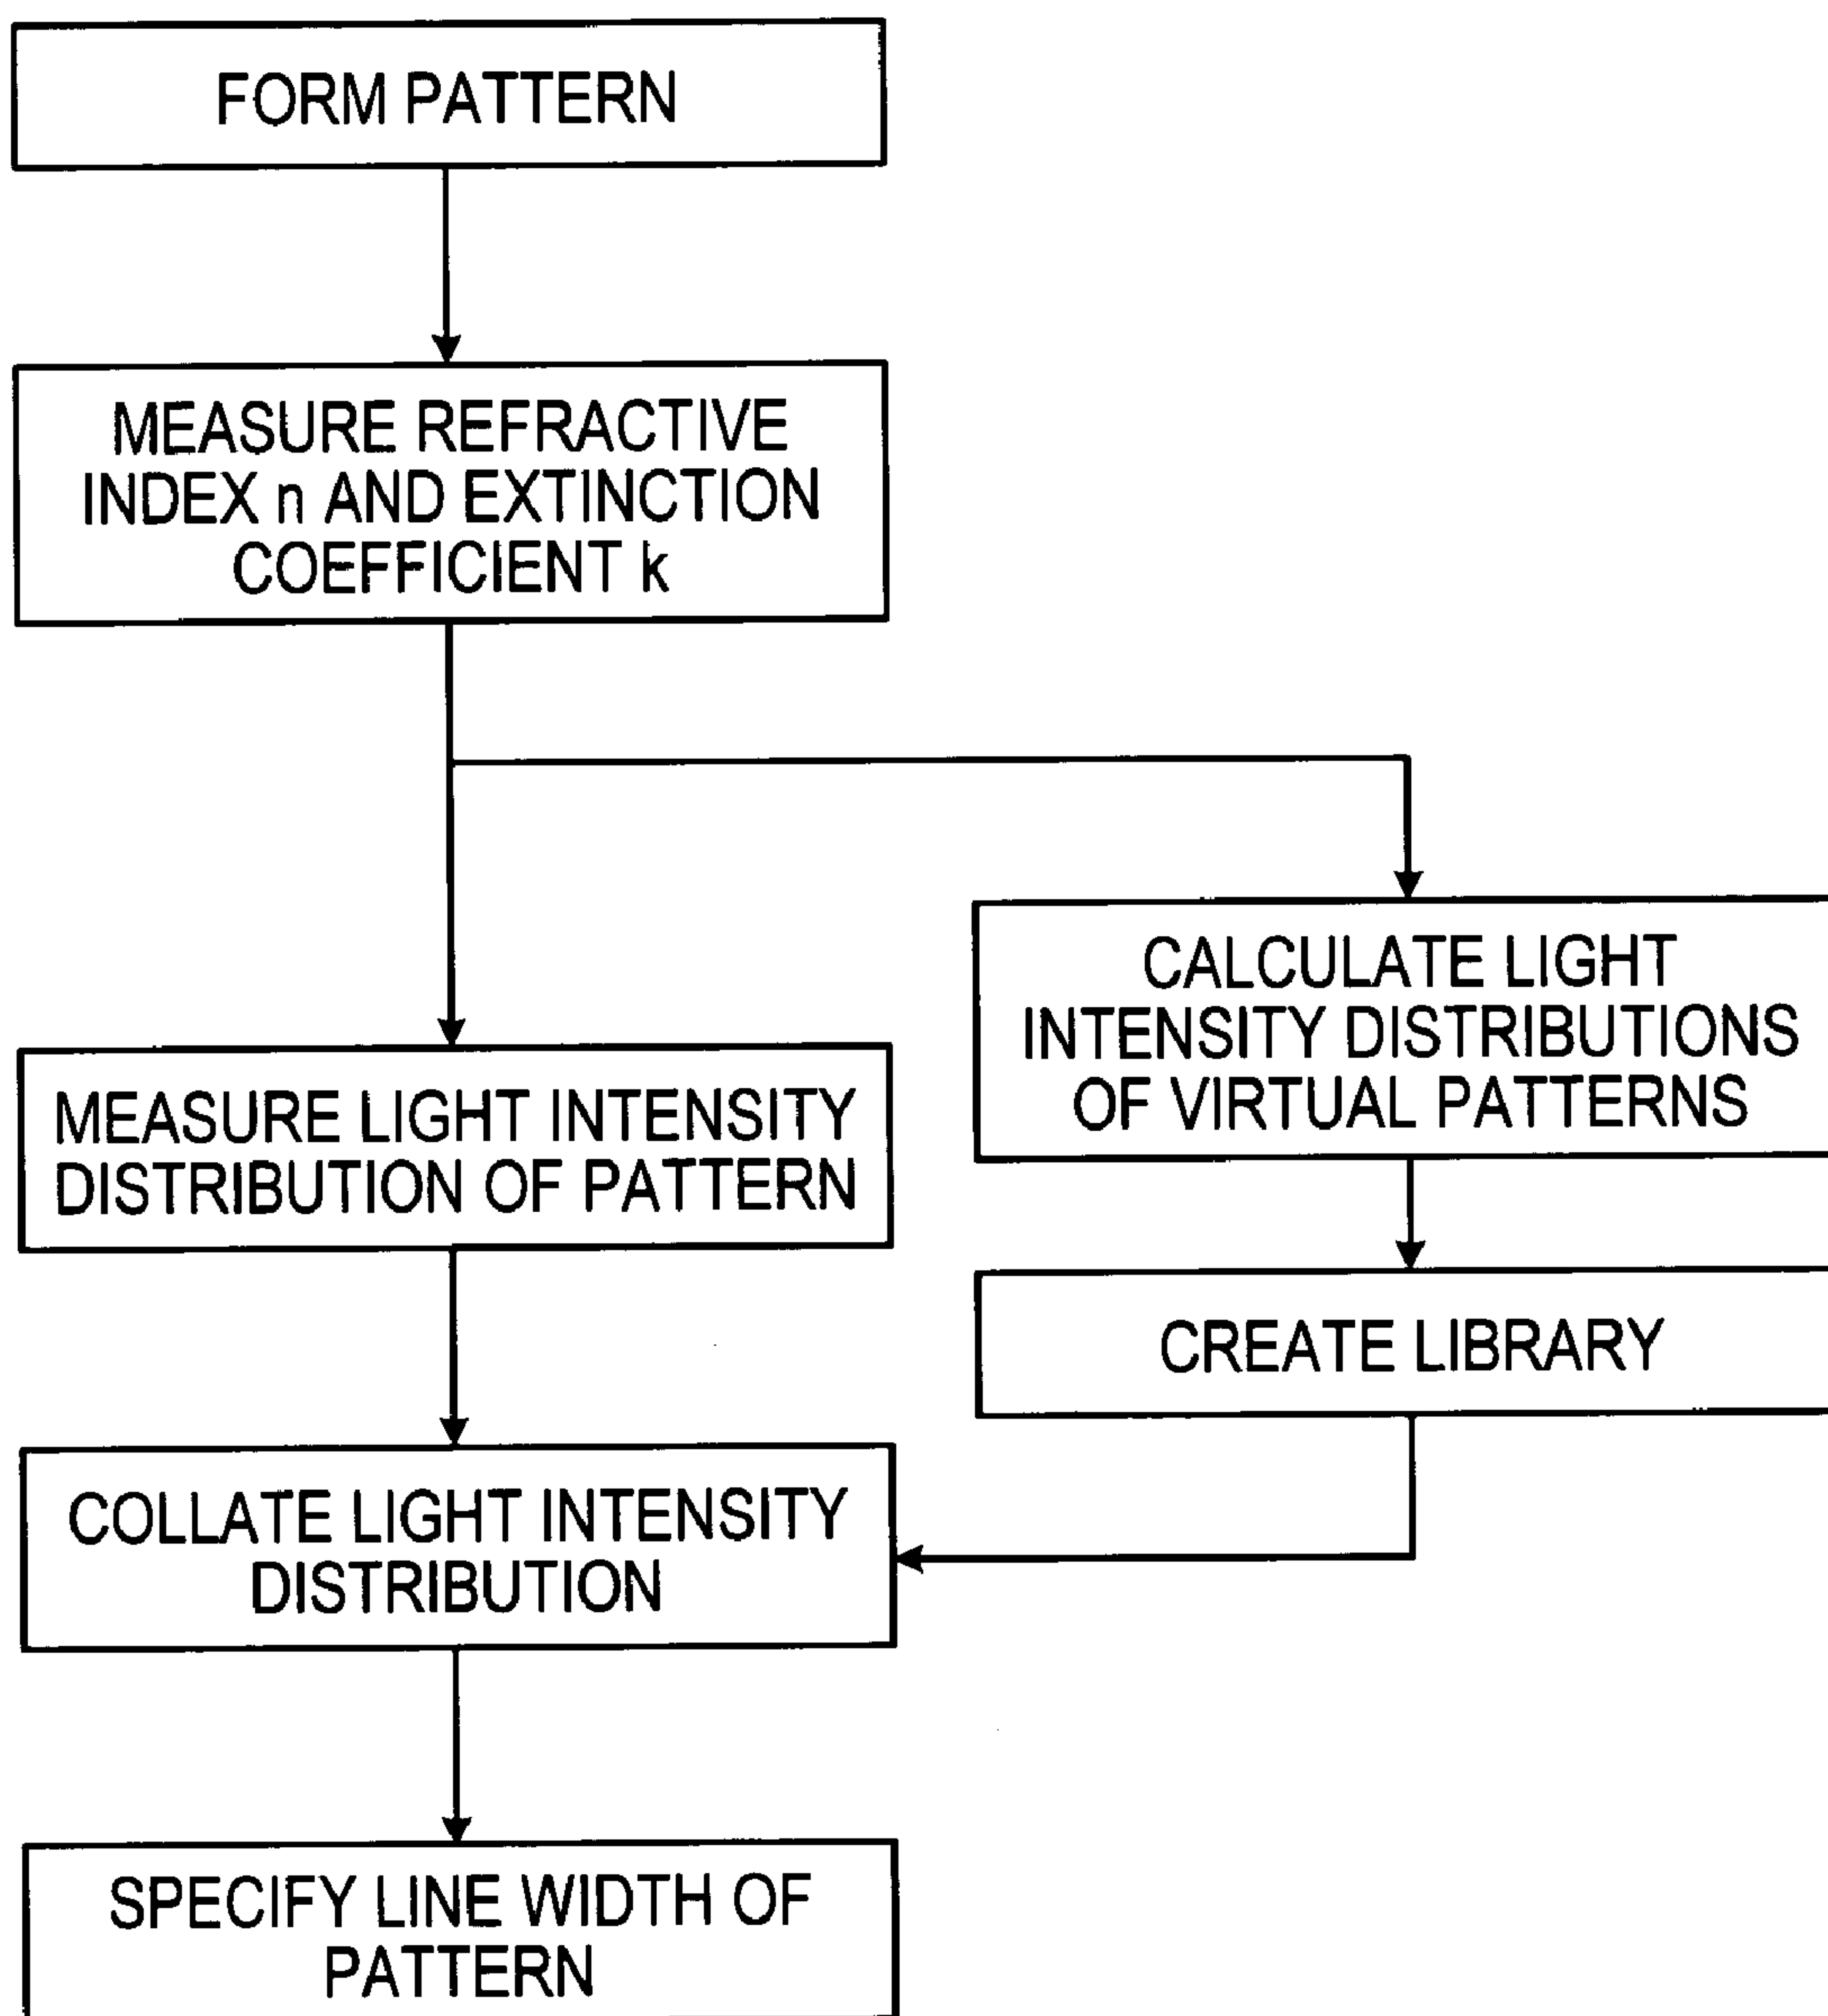 FORM PATTERN
MEASURE REFRACTIVE
INDEX n AND EXTINCTION
COEFFICIENT k
CALCULATE LIGHT
INTENSITY DISTRIBUTIONS
OF VIRTUAL PATTERNS
MEASURE LIGHT INTENSITY
DISTRIBUTION OF PATTERN
CREATE LIBRARY
COLLATE LIGHT INTENSITY
DISTRIBUTION
SPECIFY LINE WIDTH OF
PATTERN